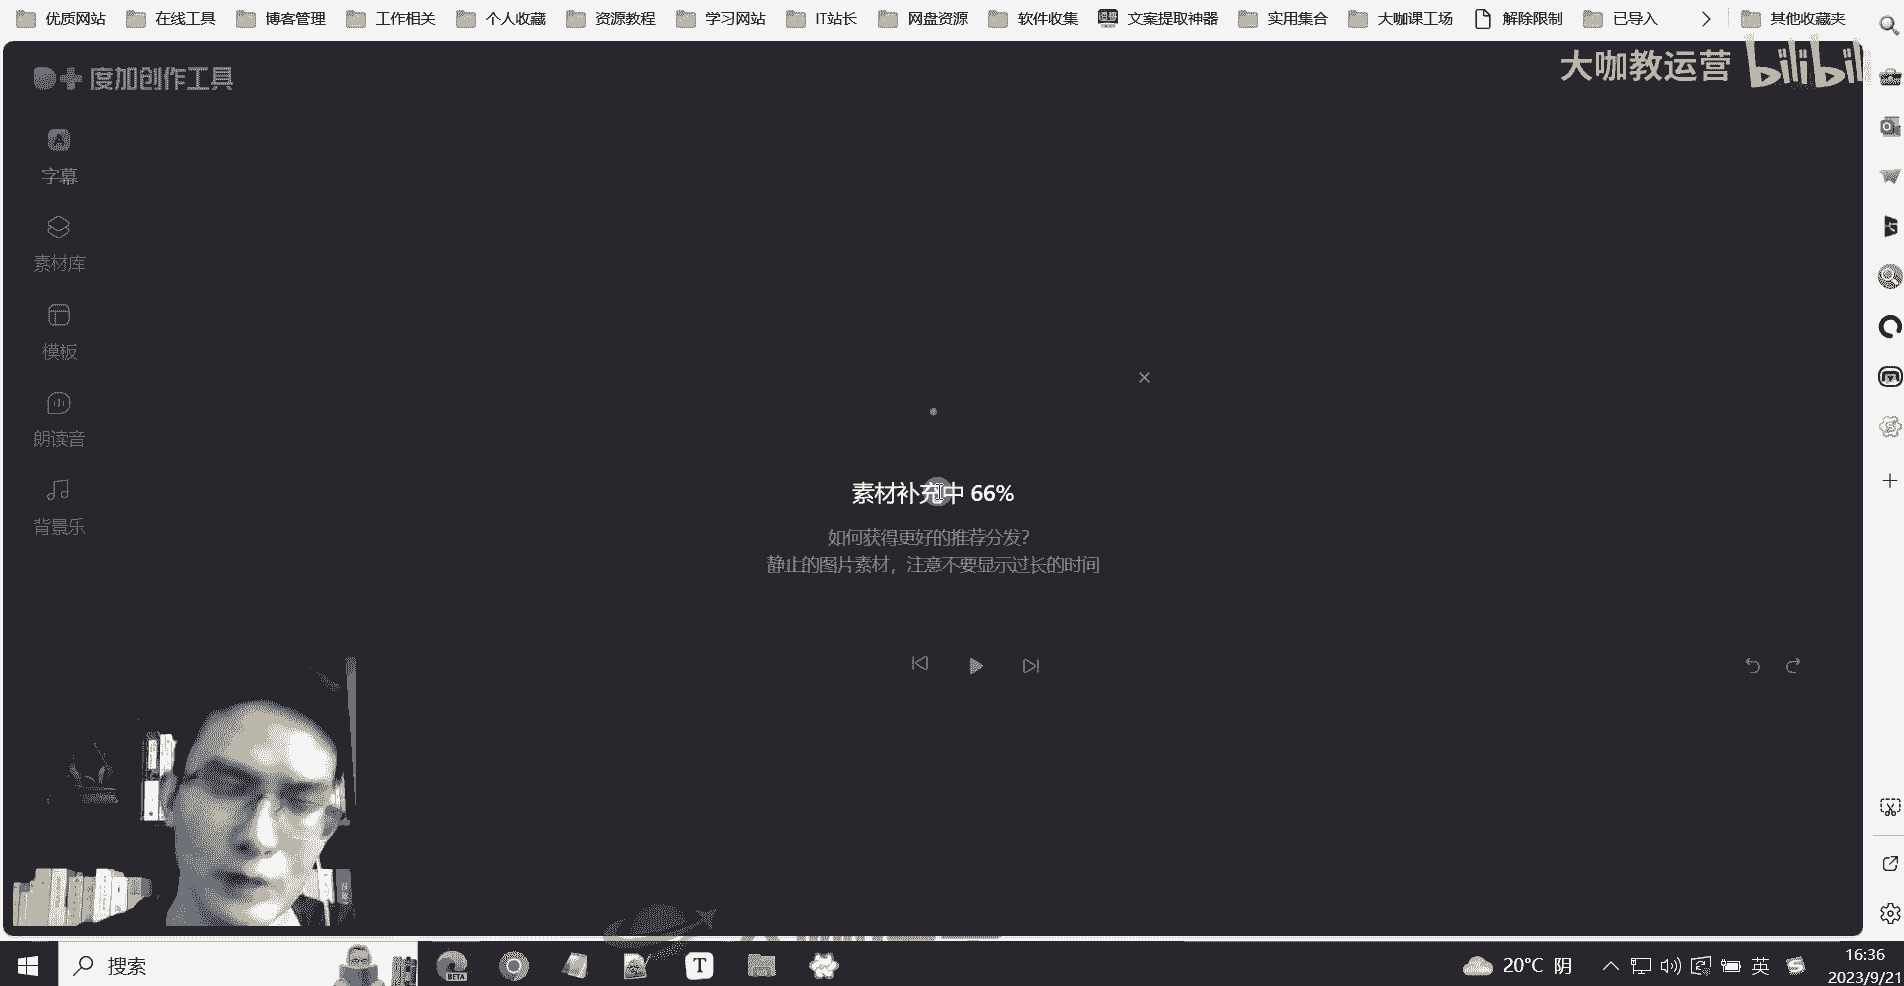 优质网站 在线工具 博客管理 工作相关 个人收藏 资源教程 学习网站 IT站长 网盘资源 软件收集 文案提取神器 实用集合 大咖课工场 解除限制 已导入 其他收藏夹
度加创作工具
大咖教运营 bilibili
字幕
素材库
模板
朗读音
背景乐
素材补充中 66%
如何获得更好的推荐分发?
静止的图片素材，注意不要显示过长的时间
搜索
BETA
T
20°C 阴
英
16:36
2023/9/21